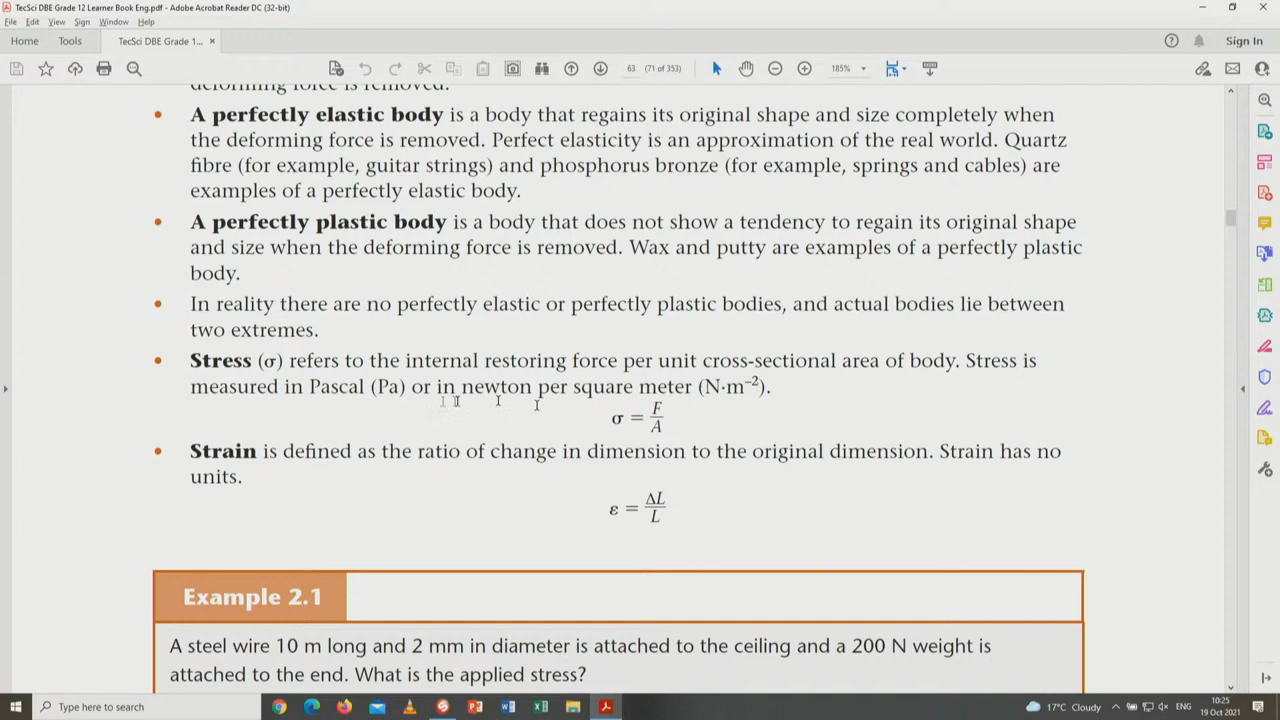 TecSci DBE Grade 12 Learner Book Eng.pdf - Adobe Acrobat Reader DC (32-bit)
File Edit View Sign Window Help
Home Tools TecSci DBE Grade 1... ×
Sign In
63 (71 of 353) 185%
deforming force is removed.
• A perfectly elastic body is a body that regains its original shape and size completely when
the deforming force is removed. Perfect elasticity is an approximation of the real world. Quartz
fibre (for example, guitar strings) and phosphorus bronze (for example, springs and cables) are
examples of a perfectly elastic body.
• A perfectly plastic body is a body that does not show a tendency to regain its original shape
and size when the deforming force is removed. Wax and putty are examples of a perfectly plastic
body.
• In reality there are no perfectly elastic or perfectly plastic bodies, and actual bodies lie between
two extremes.
• Stress (σ) refers to the internal restoring force per unit cross-sectional area of body. Stress is
measured in Pascal (Pa) or in newton per square meter (N·m⁻²).
σ = F/A
• Strain is defined as the ratio of change in dimension to the original dimension. Strain has no
units.
ε = ΔL/L
Example 2.1
A steel wire 10 m long and 2 mm in diameter is attached to the ceiling and a 200 N weight is
attached to the end. What is the applied stress?
Type here to search
17°C Cloudy ENG 10:25
19 Oct 2021